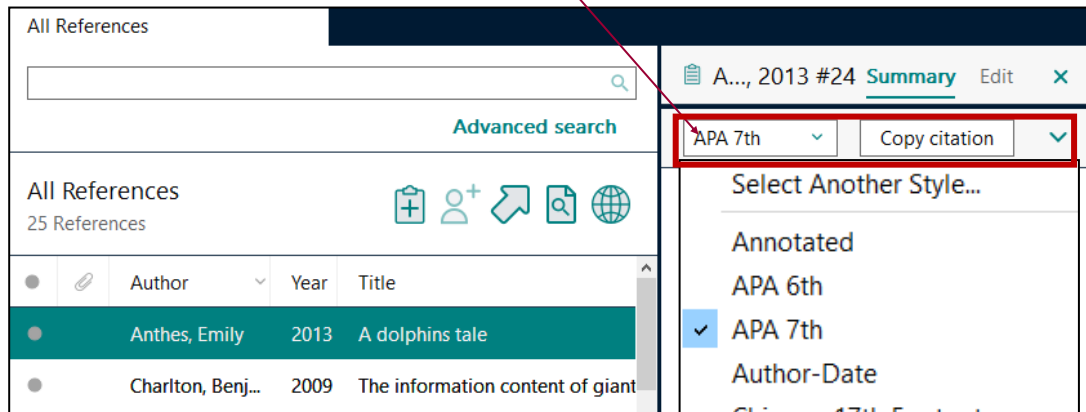 All References
Advanced search
All References
25 References
Author Year Title
Anthes, Emily 2013 A dolphins tale
Charlton, Benj... 2009 The information content of giant
A..., 2013 #24 Summary Edit
APA 7th Copy citation
Select Another Style...
Annotated
APA 6th
APA 7th
Author-Date